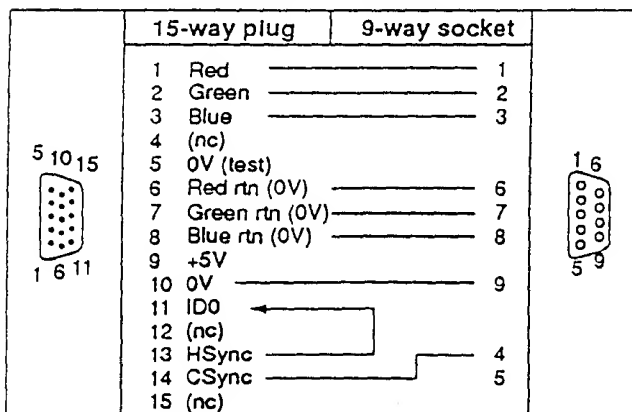 15-way plug 9-way socket
1 Red 1
2 Green 2
3 Blue 3
4 (nc)
5 0V (test)
6 Red rtn (0V) 6
7 Green rtn (0V) 7
8 Blue rtn (0V) 8
9 +5V
10 0V 9
11 ID0
12 (nc)
13 HSync 4
14 CSync 5
15 (nc)
5 10 15
1 6 11
1 6
5 9